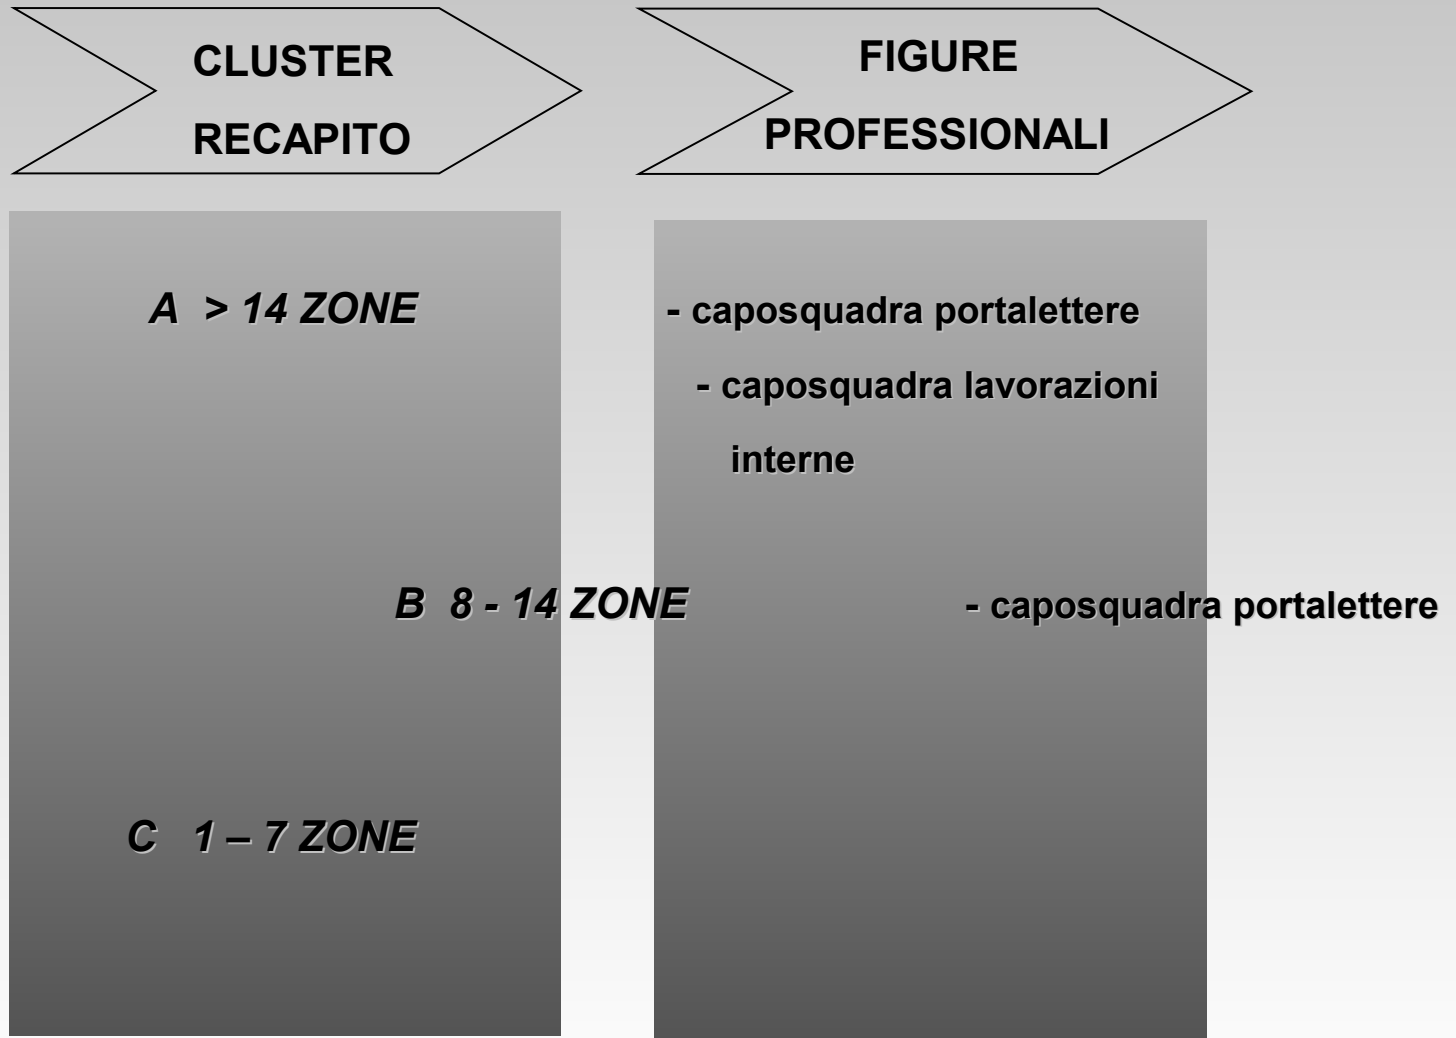 CLUSTER
RECAPITO
FIGURE
PROFESSIONALI
A > 14 ZONE
- caposquadra portalettere
- caposquadra lavorazioni
interne
B 8 - 14 ZONE
- caposquadra portalettere
C 1 – 7 ZONE